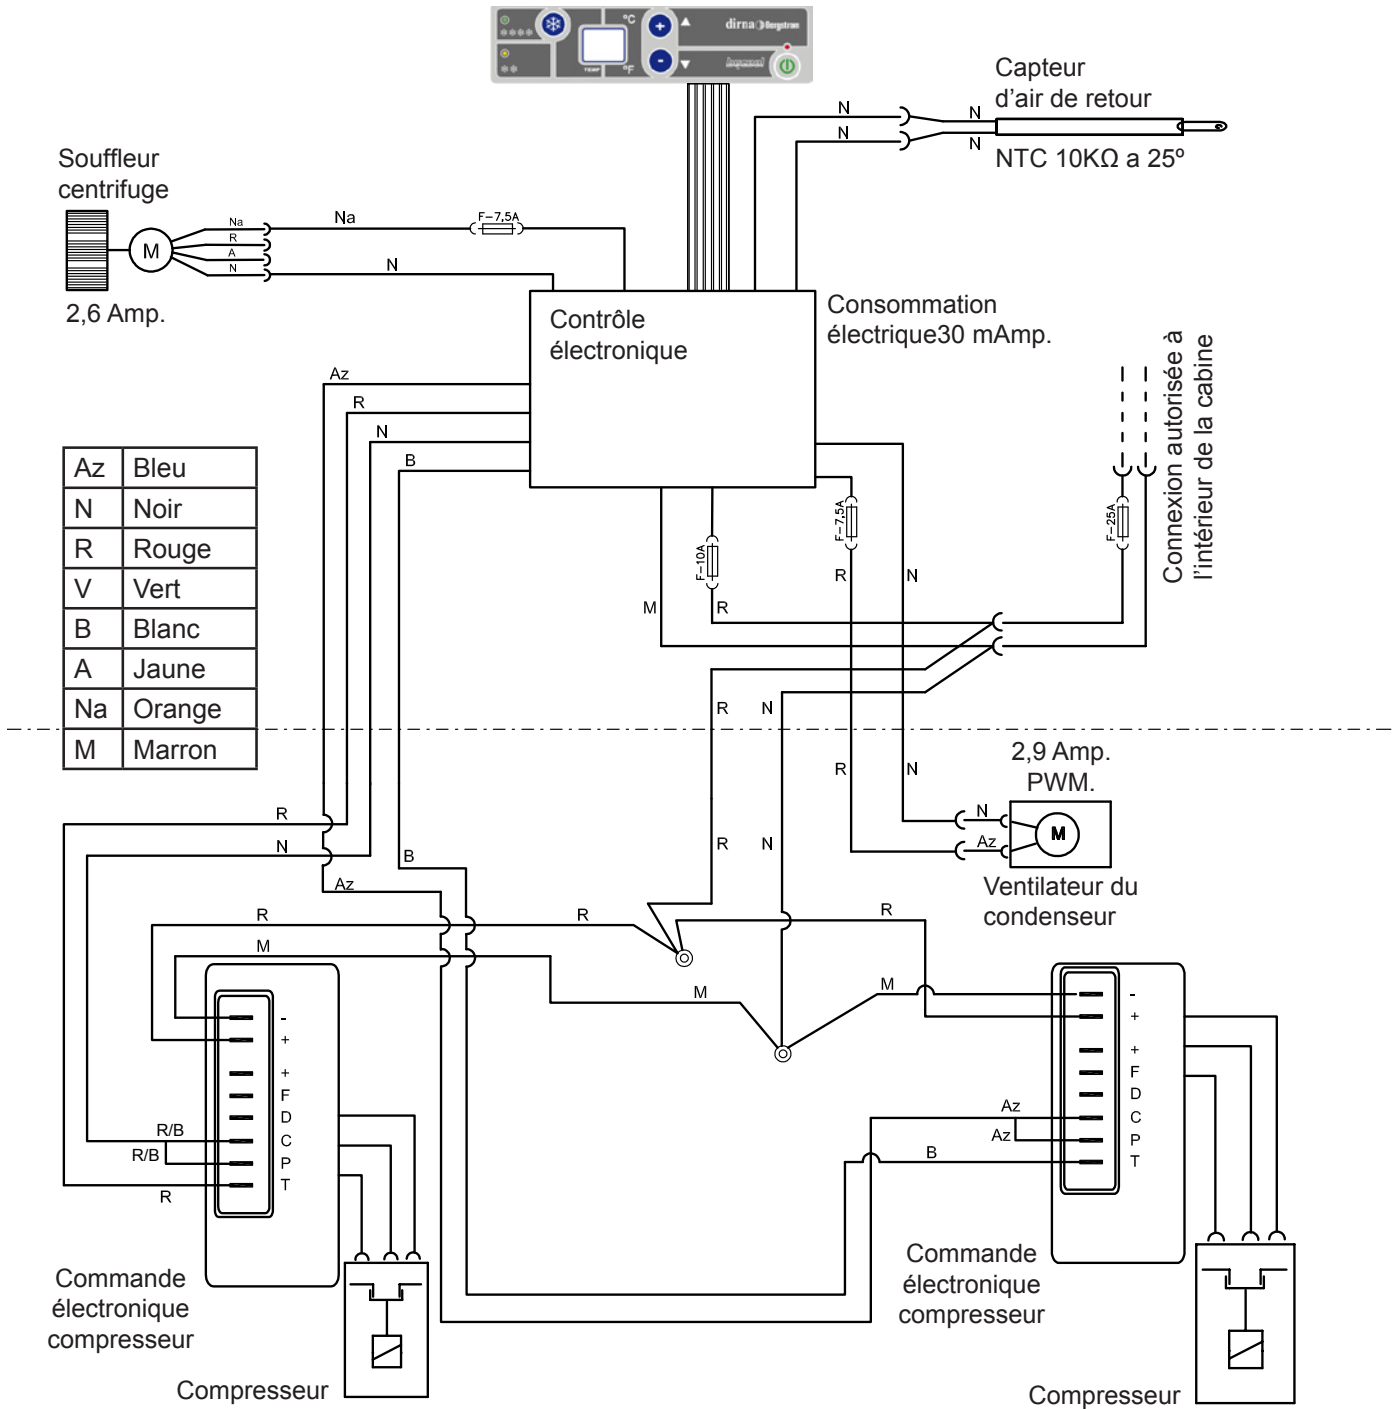 °C
+
dirna Bergstrom
-
TEMP
°F
Capteur
d'air de retour
N
N
N
N
NTC 10KΩ a 25º
Souffleur
centrifuge
M
Na
R
A
N
Na
F-7,5A
N
2,6 Amp.
Contrôle
électronique
Consommation
électrique30 mAmp.
Connexion autorisée à
l'intérieur de la cabine
Az
R
N
B
Az Bleu
N Noir
R Rouge
V Vert
B Blanc
A Jaune
Na Orange
M Marron
F-10A
F-7,5A
F-25A
M
R
R
N
R
N
R
N
2,9 Amp.
PWM.
N
Az
M
Ventilateur du
condenseur
R
N
B
Az
R
N
R
R
R
M
M
M
-
+
+
F
D
C
P
T
R/B
R/B
R
-
+
+
F
D
C
P
T
Az
Az
B
Commande
électronique
compresseur
Compresseur
Commande
électronique
compresseur
Compresseur